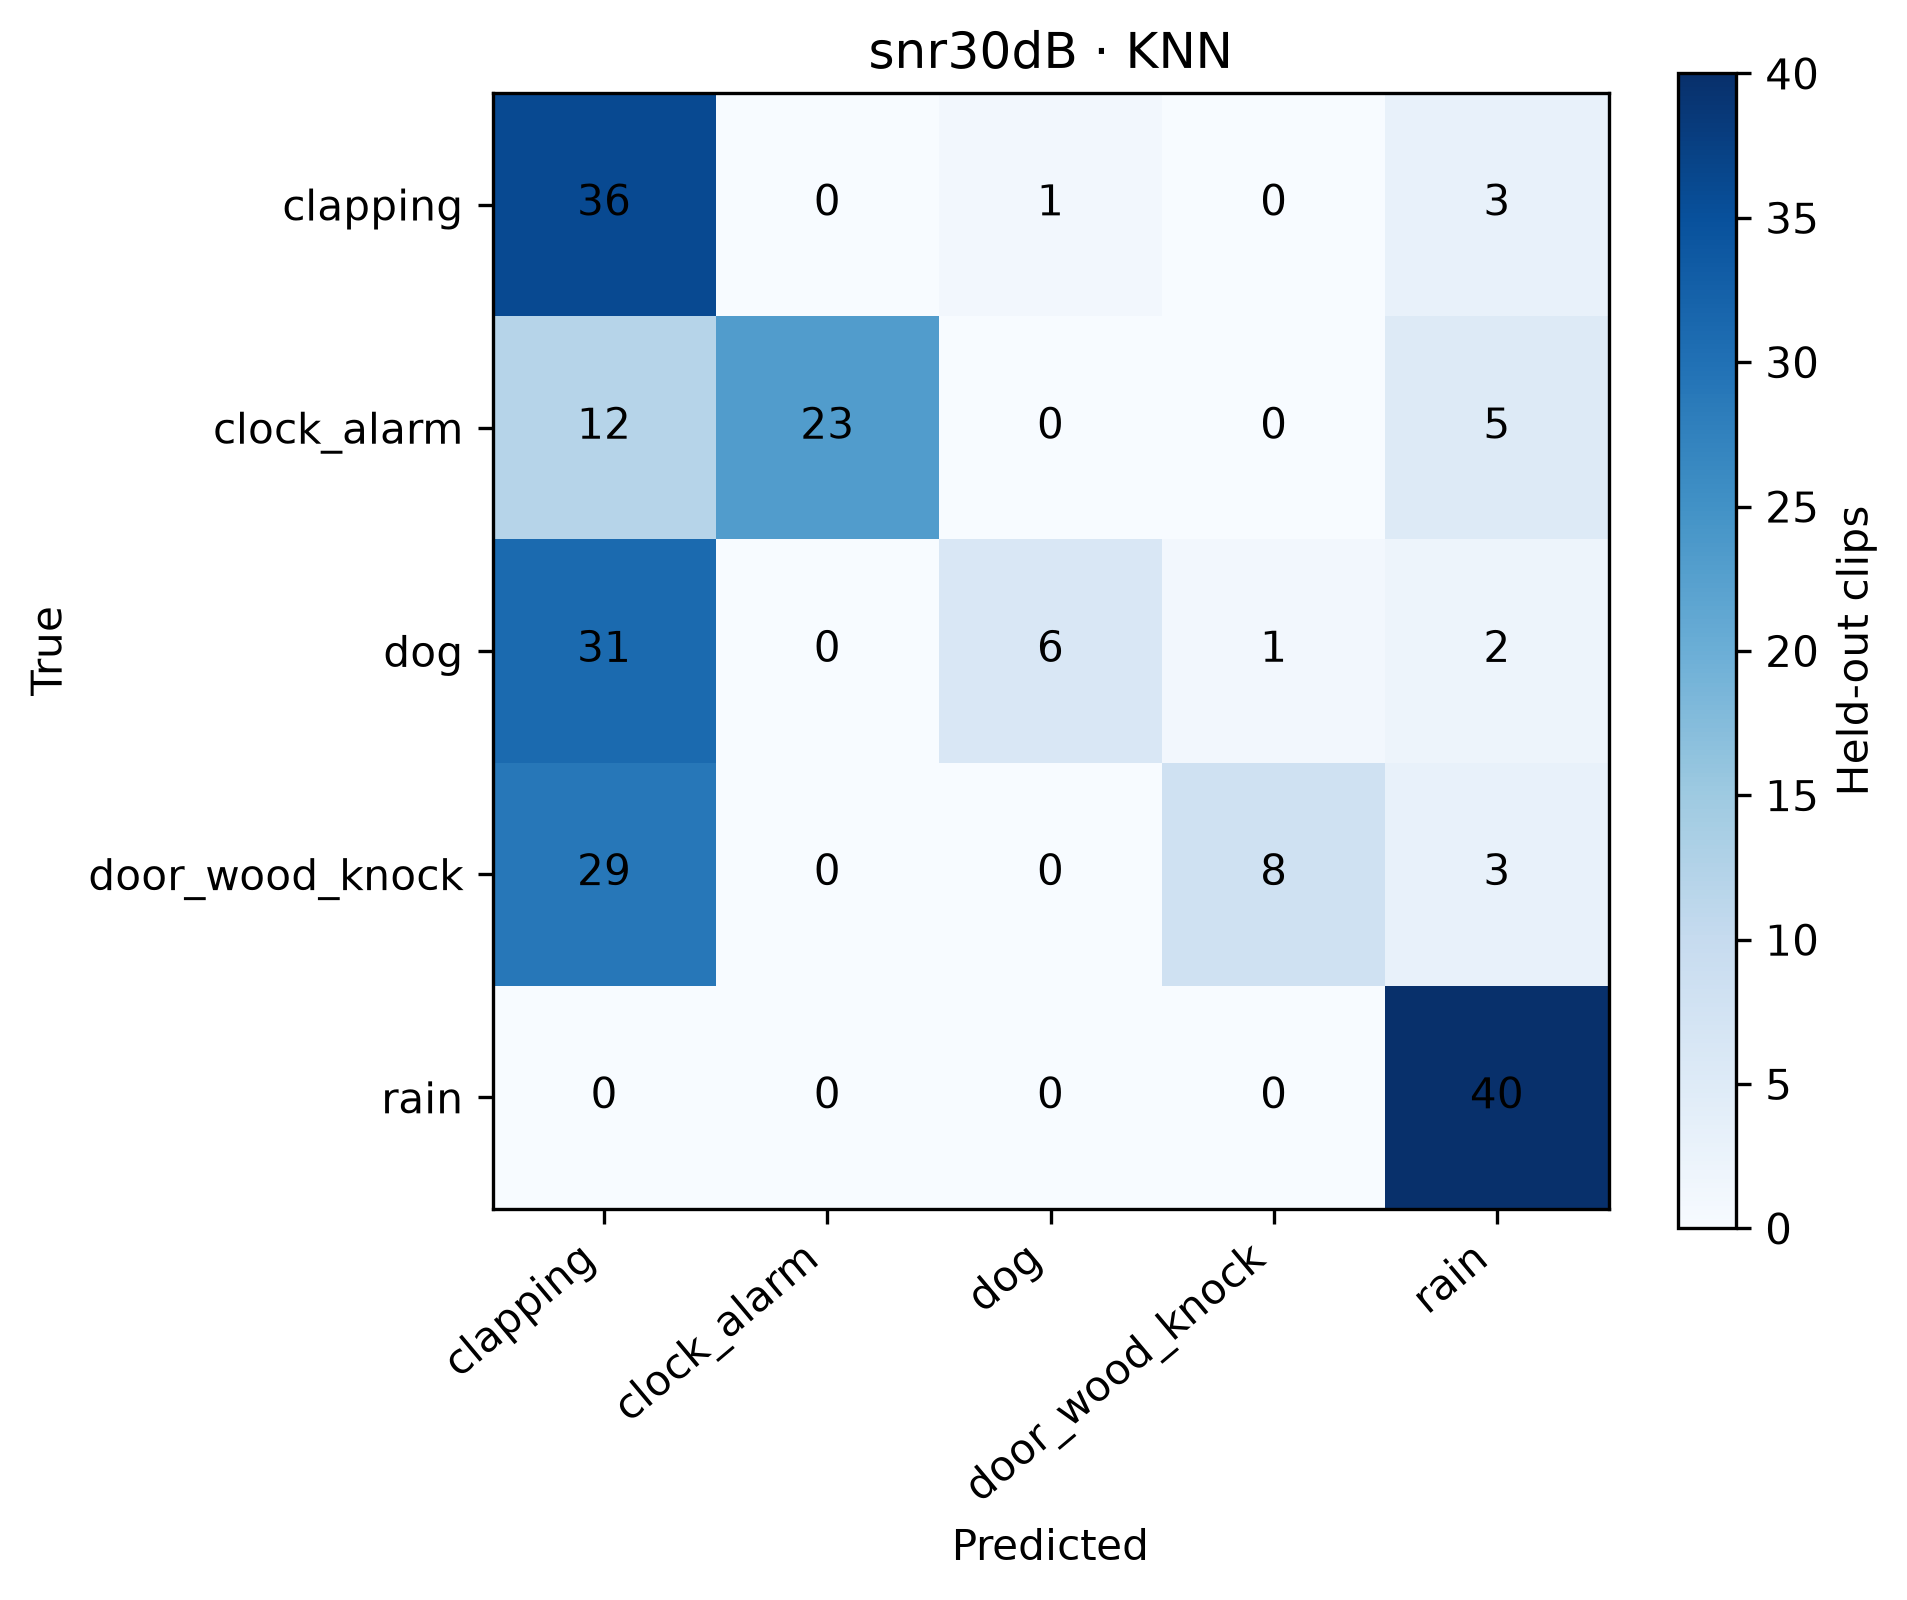 snr30dB · KNN
True
clapping 36 0 1 0 3
clock_alarm 12 23 0 0 5
dog 31 0 6 1 2
door_wood_knock 29 0 0 8 3
rain 0 0 0 0 40
clapping
clock_alarm
dog
door_wood_knock
rain
Predicted
40
35
30
25
20
15
10
5
0
Held-out clips